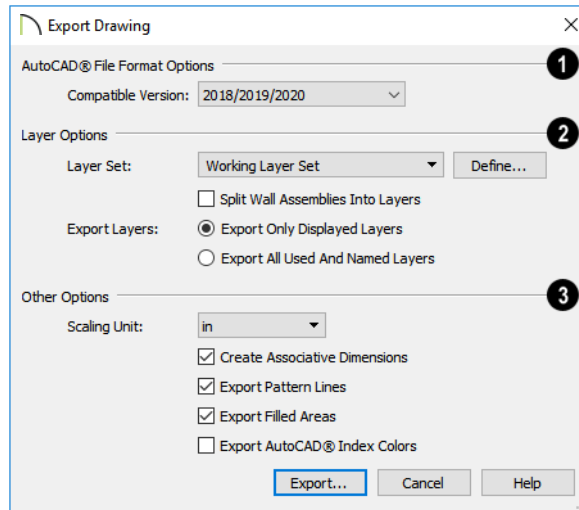 Export Drawing
AutoCAD® File Format Options 1
Compatible Version: 2018/2019/2020
Layer Options 2
Layer Set: Working Layer Set Define...
Split Wall Assemblies Into Layers
Export Layers: Export Only Displayed Layers
Export All Used And Named Layers
Other Options 3
Scaling Unit: in
Create Associative Dimensions
Export Pattern Lines
Export Filled Areas
Export AutoCAD® Index Colors
Export... Cancel Help